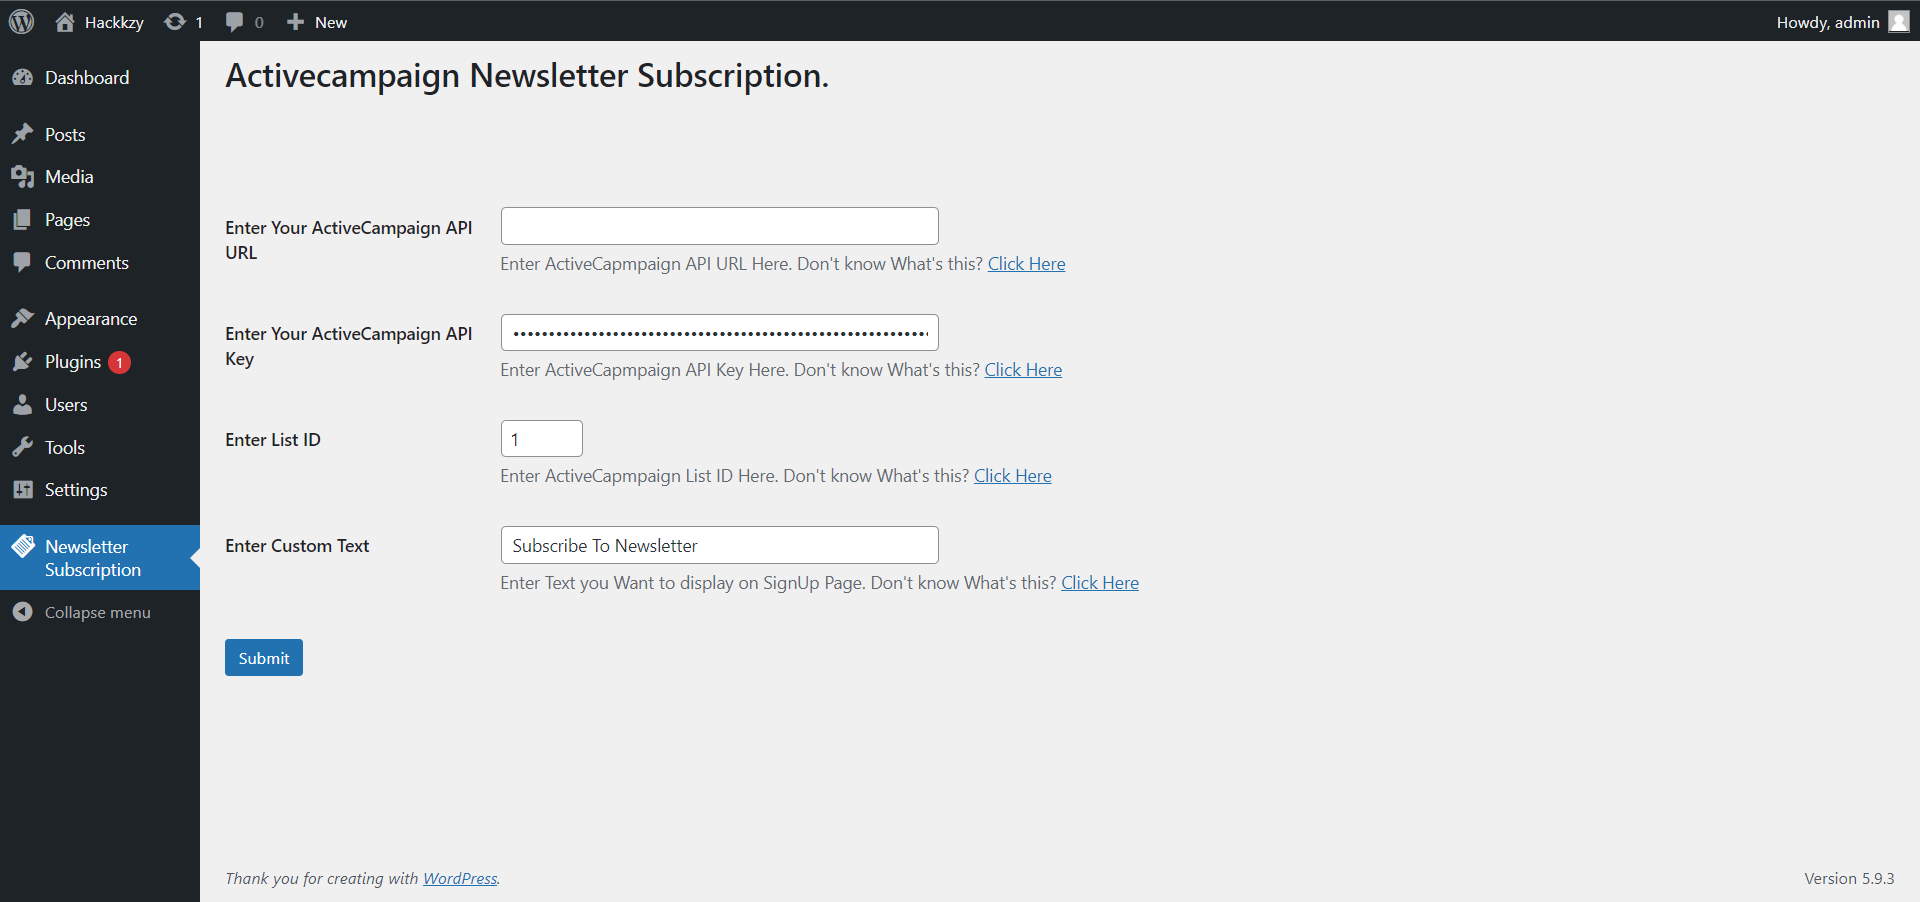 Hackkzy 1 0 New Howdy, admin
Dashboard
Posts
Media
Pages
Comments
Appearance
Plugins 1
Users
Tools
Settings
Newsletter
Subscription
Collapse menu
Activecampaign Newsletter Subscription.
Enter Your ActiveCampaign API
URL
Enter ActiveCapmpaign API URL Here. Don't know What's this? Click Here
Enter Your ActiveCampaign API
Key
Enter ActiveCapmpaign API Key Here. Don't know What's this? Click Here
Enter List ID
1
Enter ActiveCapmpaign List ID Here. Don't know What's this? Click Here
Enter Custom Text
Subscribe To Newsletter
Enter Text you Want to display on SignUp Page. Don't know What's this? Click Here
Submit
Thank you for creating with WordPress.
Version 5.9.3